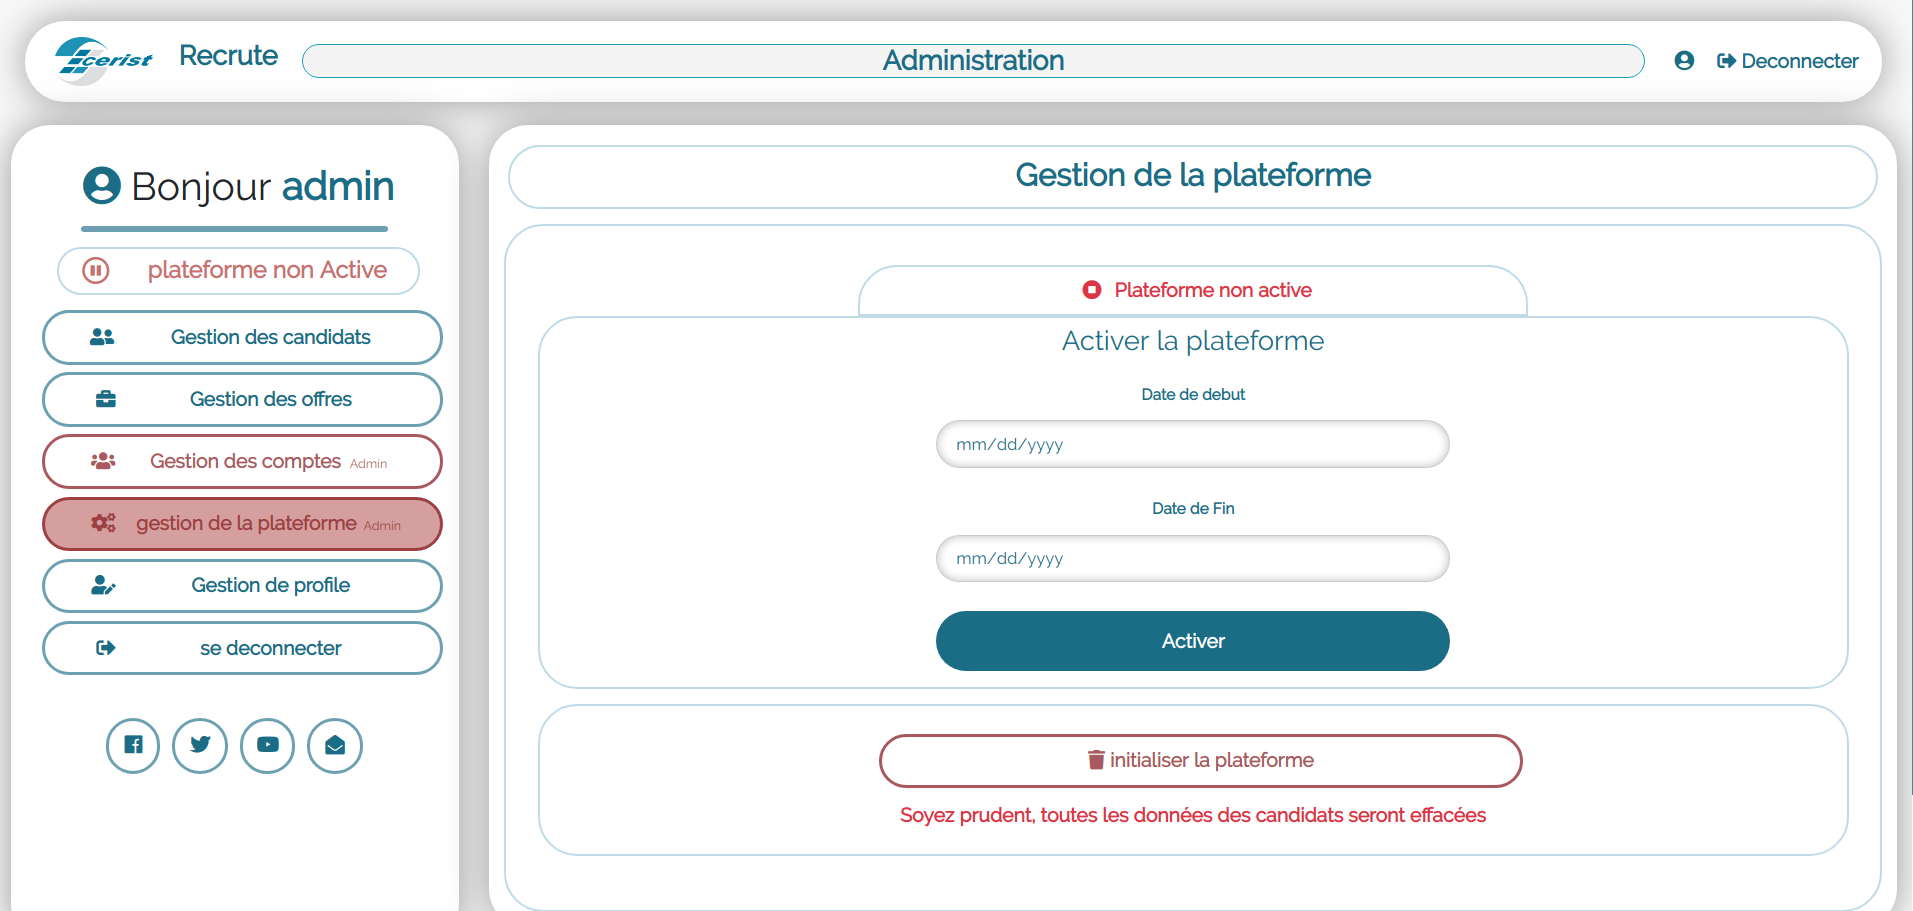 cerist
Recrute
Administration
Deconnecter
Bonjour admin
plateforme non Active
Gestion des candidats
Gestion des offres
Gestion des comptes Admin
gestion de la plateforme Admin
Gestion de profile
se deconnecter
Gestion de la plateforme
Plateforme non active
Activer la plateforme
Date de debut
mm/dd/yyyy
Date de Fin
mm/dd/yyyy
Activer
initialiser la plateforme
Soyez prudent, toutes les données des candidats seront effacées